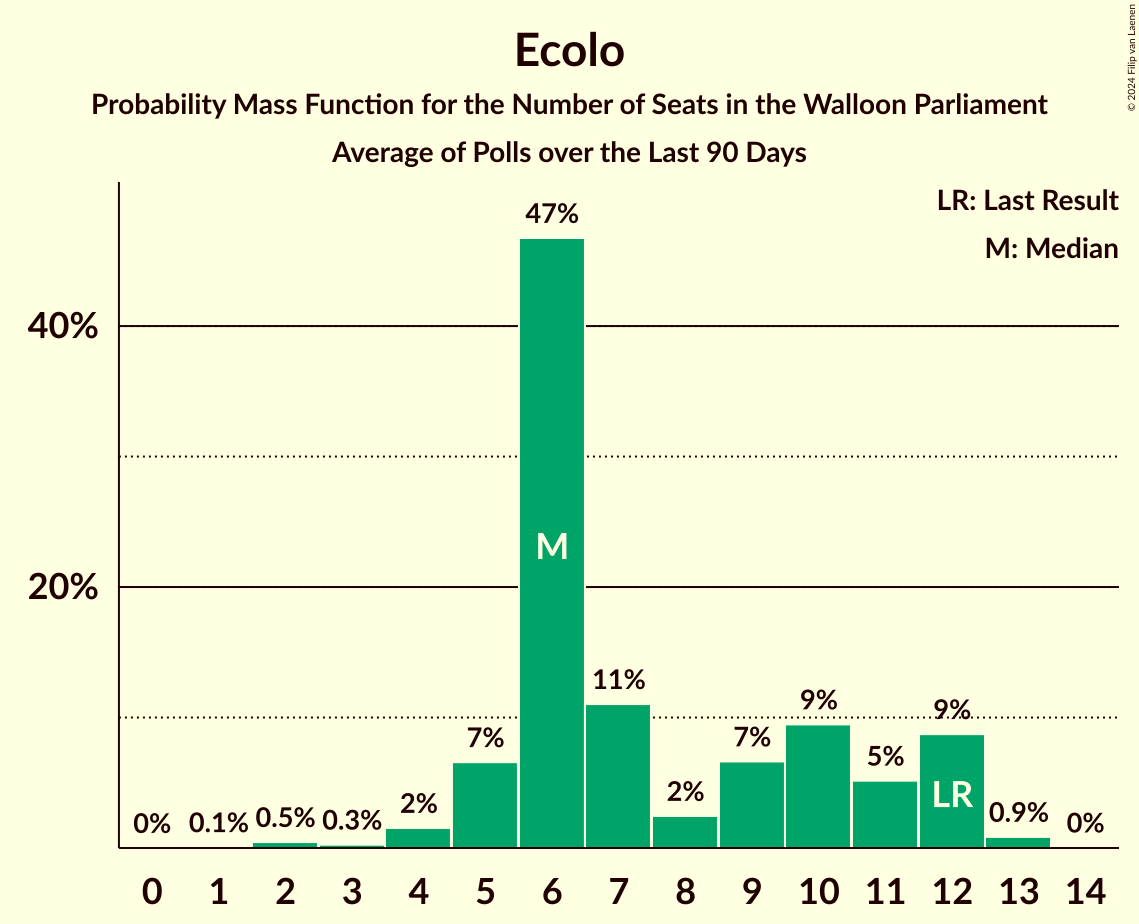 Ecolo
Probability Mass Function for the Number of Seats in the Walloon Parliament
Average of Polls over the Last 90 Days
© 2024 Filip van Laenen
LR: Last Result
M: Median
47%
40%
M
20%
11%
9%
9%
7%
7%
5%
LR
2%
2%
0%
0.1%
0.5%
0.3%
0.9%
0%
0 1 2 3 4 5 6 7 8 9 10 11 12 13 14